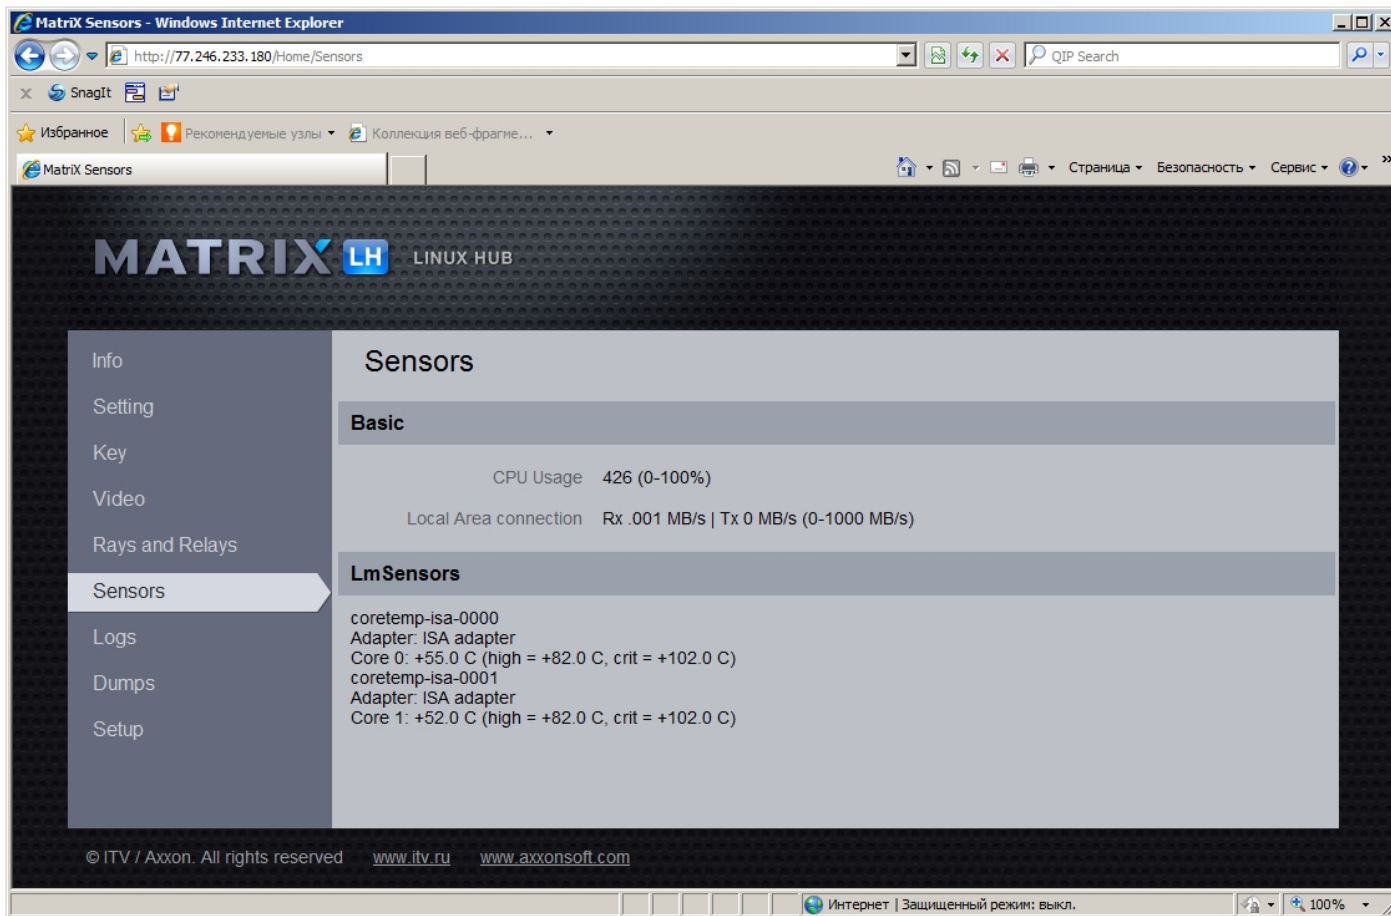 MatriX Sensors - Windows Internet Explorer
http://77.246.233.180/Home/Sensors
QIP Search
x SnagIt
Избранное Рекомендуемые узлы Коллекция веб-фрагме...
MatriX Sensors Страница Безопасность Сервис »
MATRIX LH LINUX HUB
Info
Setting
Key
Video
Rays and Relays
Sensors
Logs
Dumps
Setup
Sensors
Basic
CPU Usage 426 (0-100%)
Local Area connection Rx .001 MB/s | Tx 0 MB/s (0-1000 MB/s)
LmSensors
coretemp-isa-0000
Adapter: ISA adapter
Core 0: +55.0 C (high = +82.0 C, crit = +102.0 C)
coretemp-isa-0001
Adapter: ISA adapter
Core 1: +52.0 C (high = +82.0 C, crit = +102.0 C)
© ITV / Axxon. All rights reserved www.itv.ru www.axxonsoft.com
Интернет | Защищенный режим: выкл. 100%